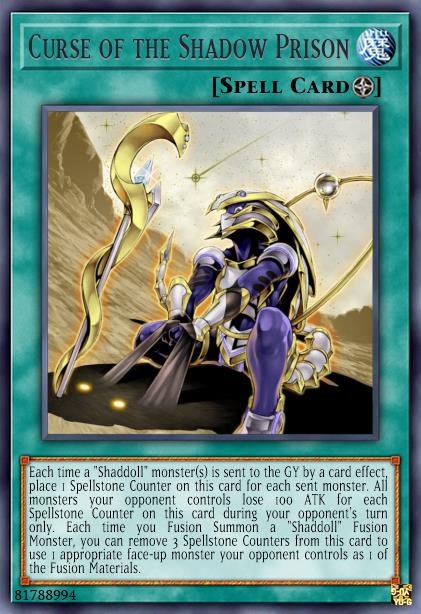 CURSE OF THE SHADOW PRISON
魔
[SPELL CARD]
Each time a "Shaddoll" monster(s) is sent to the GY by a card effect,
place 1 Spellstone Counter on this card for each sent monster. All
monsters your opponent controls lose 100 ATK for each
Spellstone Counter on this card during your opponent's turn
only. Each time you Fusion Summon a "Shaddoll" Fusion
Monster, you can remove 3 Spellstone Counters from this card to
use 1 appropriate face-up monster your opponent controls as 1 of
the Fusion Materials.
81788994